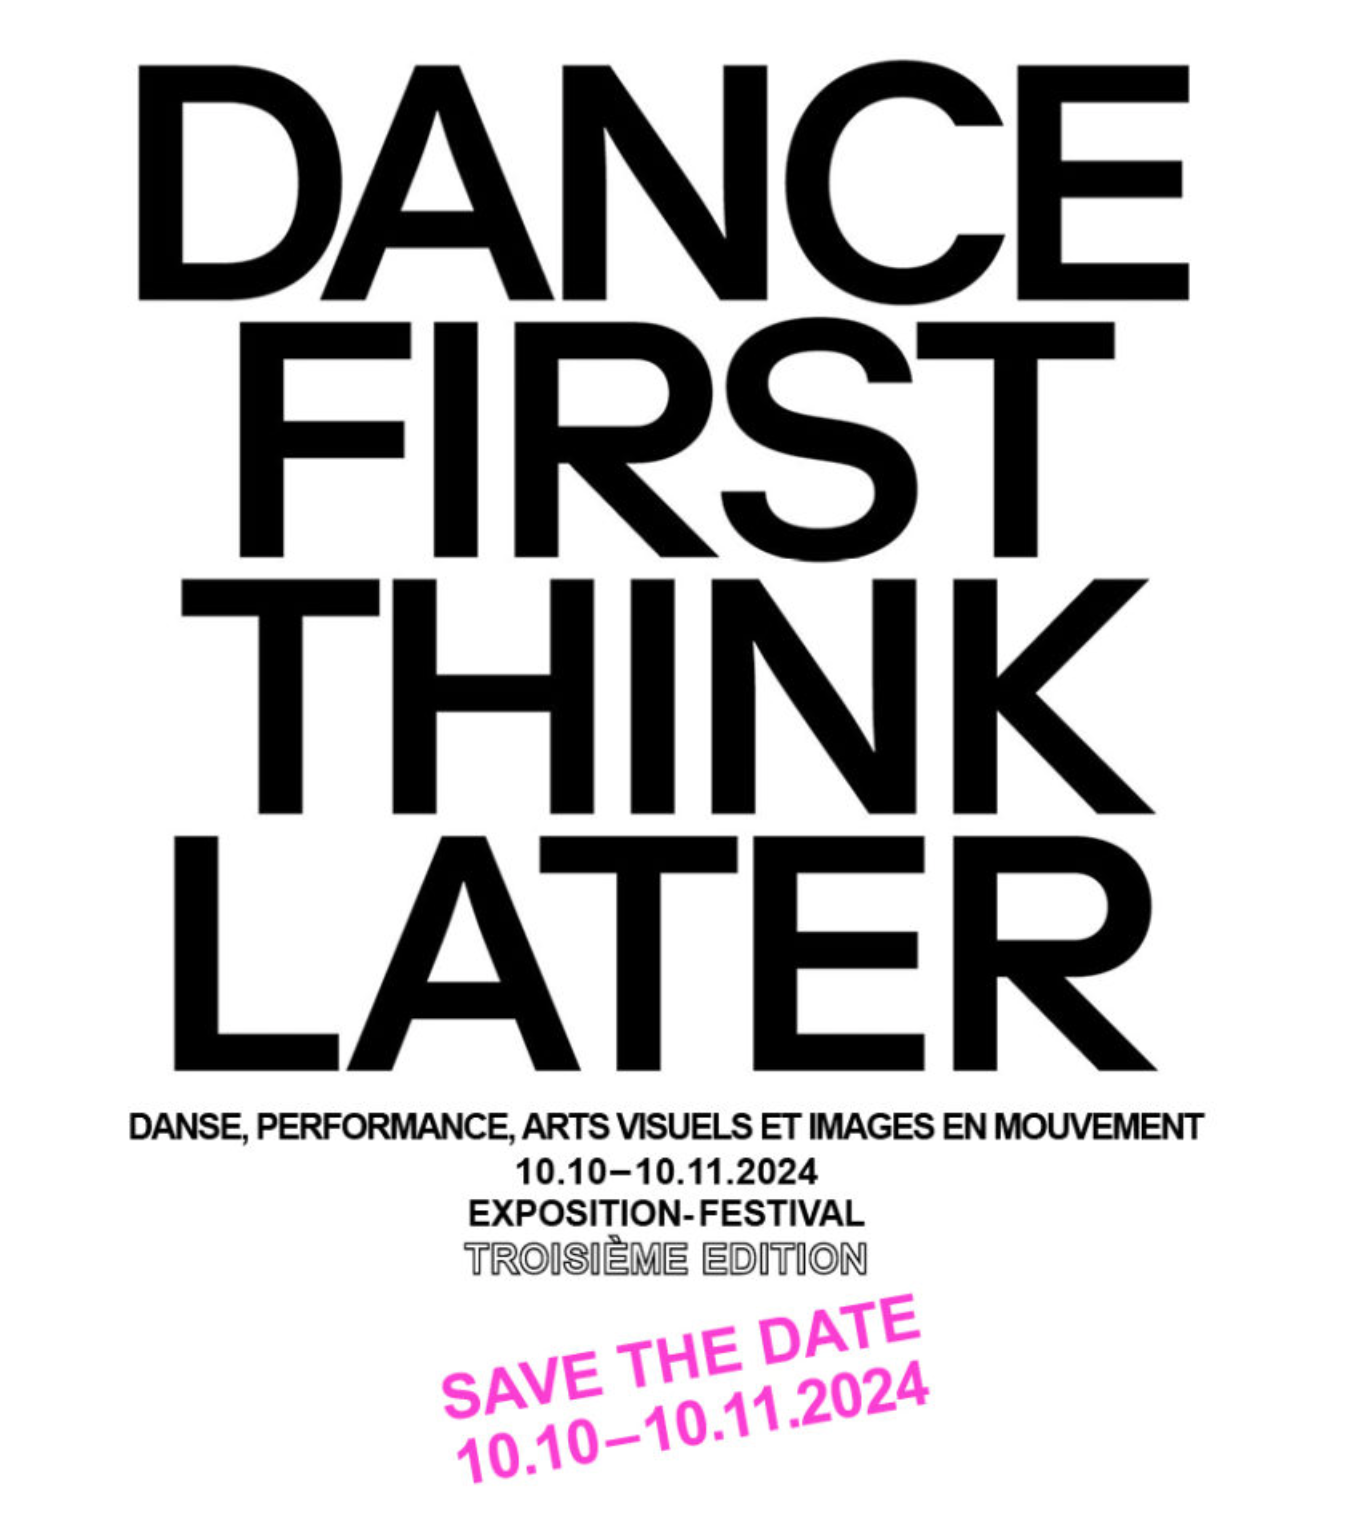 DANCE
FIRST
THINK
LATER
DANSE, PERFORMANCE, ARTS VISUELS ET IMAGES EN MOUVEMENT
10.10–10.11.2024
EXPOSITION-FESTIVAL
TROISIÈME EDITION
SAVE THE DATE
10.10–10.11.2024